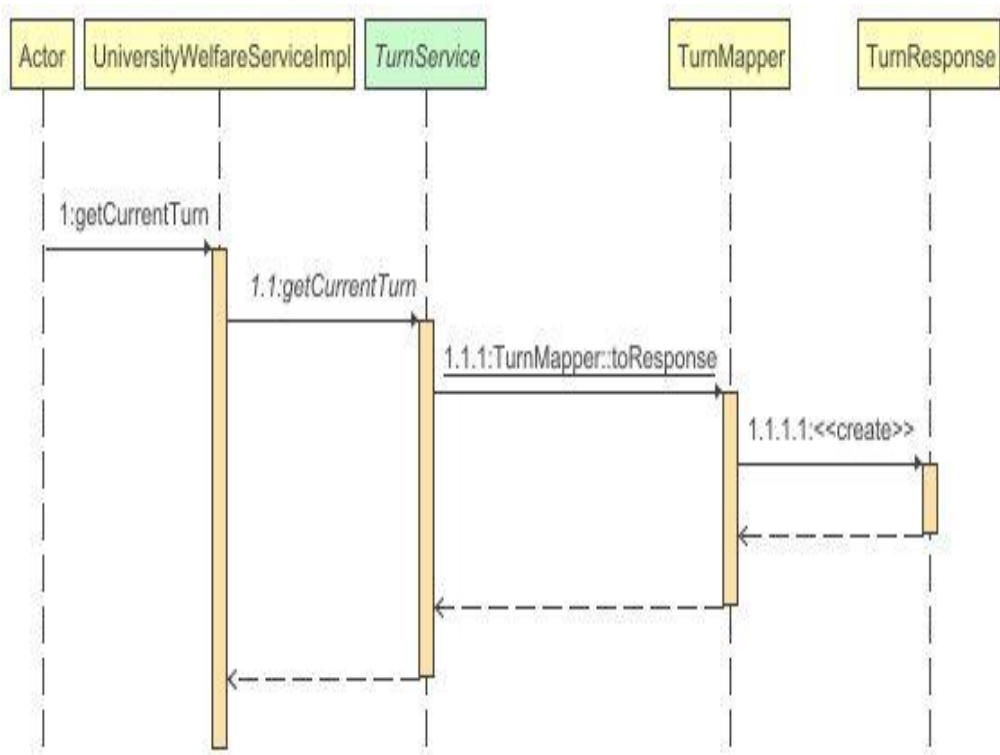 Actor
UniversityWelfareServiceImpl
TurnService
TurnMapper
TurnResponse
1:getCurrentTurn
1.1:getCurrentTurn
1.1.1:TurnMapper::toResponse
1.1.1.1:<<create>>